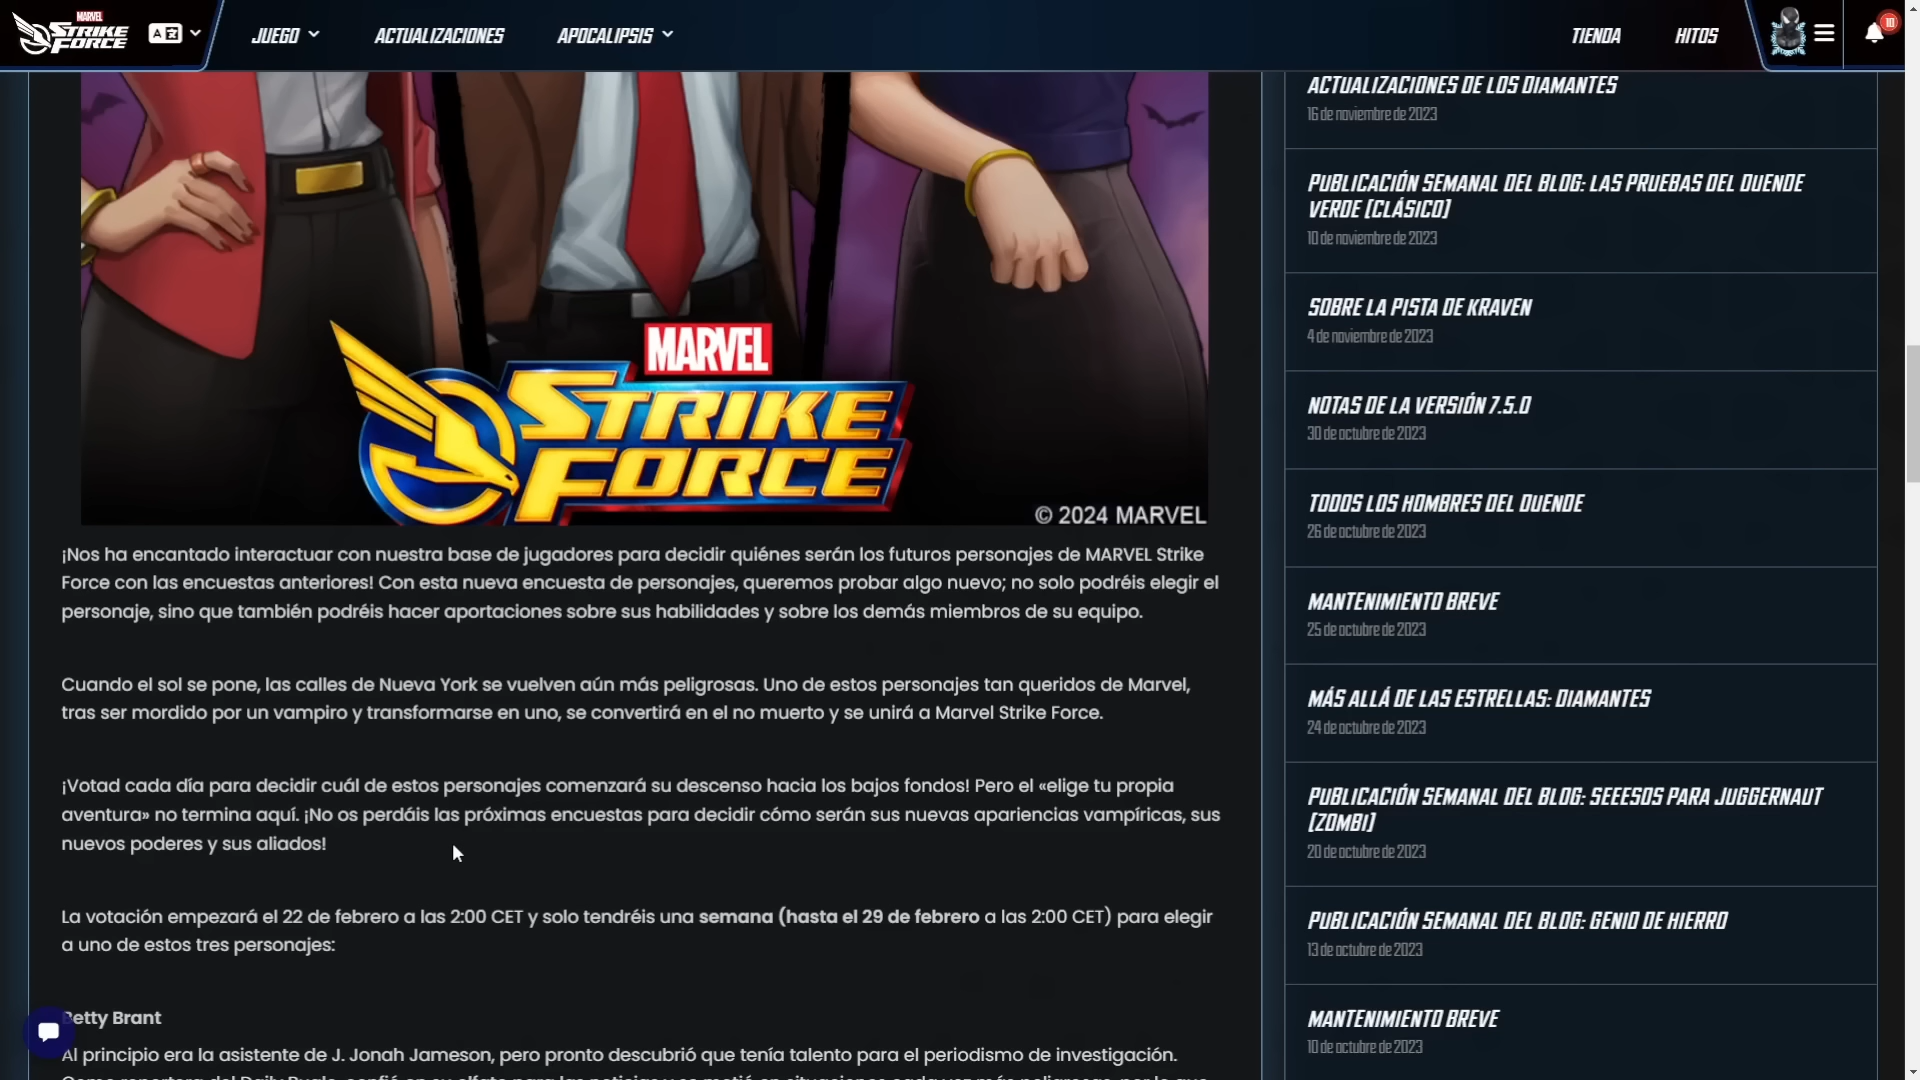 MARVEL
STRIKE
FORCE
JUEGO
ACTUALIZACIONES
APOCALIPSIS
TIENDA
HITOS
10
MARVEL
STRIKE
FORCE
© 2024 MARVEL
¡Nos ha encantado interactuar con nuestra base de jugadores para decidir quiénes serán los futuros personajes de MARVEL Strike
Force con las encuestas anteriores! Con esta nueva encuesta de personajes, queremos probar algo nuevo; no solo podréis elegir el
personaje, sino que también podréis hacer aportaciones sobre sus habilidades y sobre los demás miembros de su equipo.
Cuando el sol se pone, las calles de Nueva York se vuelven aún más peligrosas. Uno de estos personajes tan queridos de Marvel,
tras ser mordido por un vampiro y transformarse en uno, se convertirá en el no muerto y se unirá a Marvel Strike Force.
¡Votad cada día para decidir cuál de estos personajes comenzará su descenso hacia los bajos fondos! Pero el «elige tu propia
aventura» no termina aquí. ¡No os perdáis las próximas encuestas para decidir cómo serán sus nuevas apariencias vampíricas, sus
nuevos poderes y sus aliados!
La votación empezará el 22 de febrero a las 2:00 CET y solo tendréis una semana (hasta el 29 de febrero a las 2:00 CET) para elegir
a uno de estos tres personajes:
Betty Brant
Al principio era la asistente de J. Jonah Jameson, pero pronto descubrió que tenía talento para el periodismo de investigación.
ACTUALIZACIONES DE LOS DIAMANTES
16 de noviembre de 2023
PUBLICACIÓN SEMANAL DEL BLOG: LAS PRUEBAS DEL DUENDE
VERDE (CLÁSICO)
10 de noviembre de 2023
SOBRE LA PISTA DE KRAVEN
4 de noviembre de 2023
NOTAS DE LA VERSIÓN 7.5.0
30 de octubre de 2023
TODOS LOS HOMBRES DEL DUENDE
26 de octubre de 2023
MANTENIMIENTO BREVE
25 de octubre de 2023
MÁS ALLÁ DE LAS ESTRELLAS: DIAMANTES
24 de octubre de 2023
PUBLICACIÓN SEMANAL DEL BLOG: SEEESOS PARA JUGGERNAUT
(ZOMBI)
20 de octubre de 2023
PUBLICACIÓN SEMANAL DEL BLOG: GENIO DE HIERRO
13 de octubre de 2023
MANTENIMIENTO BREVE
10 de octubre de 2023